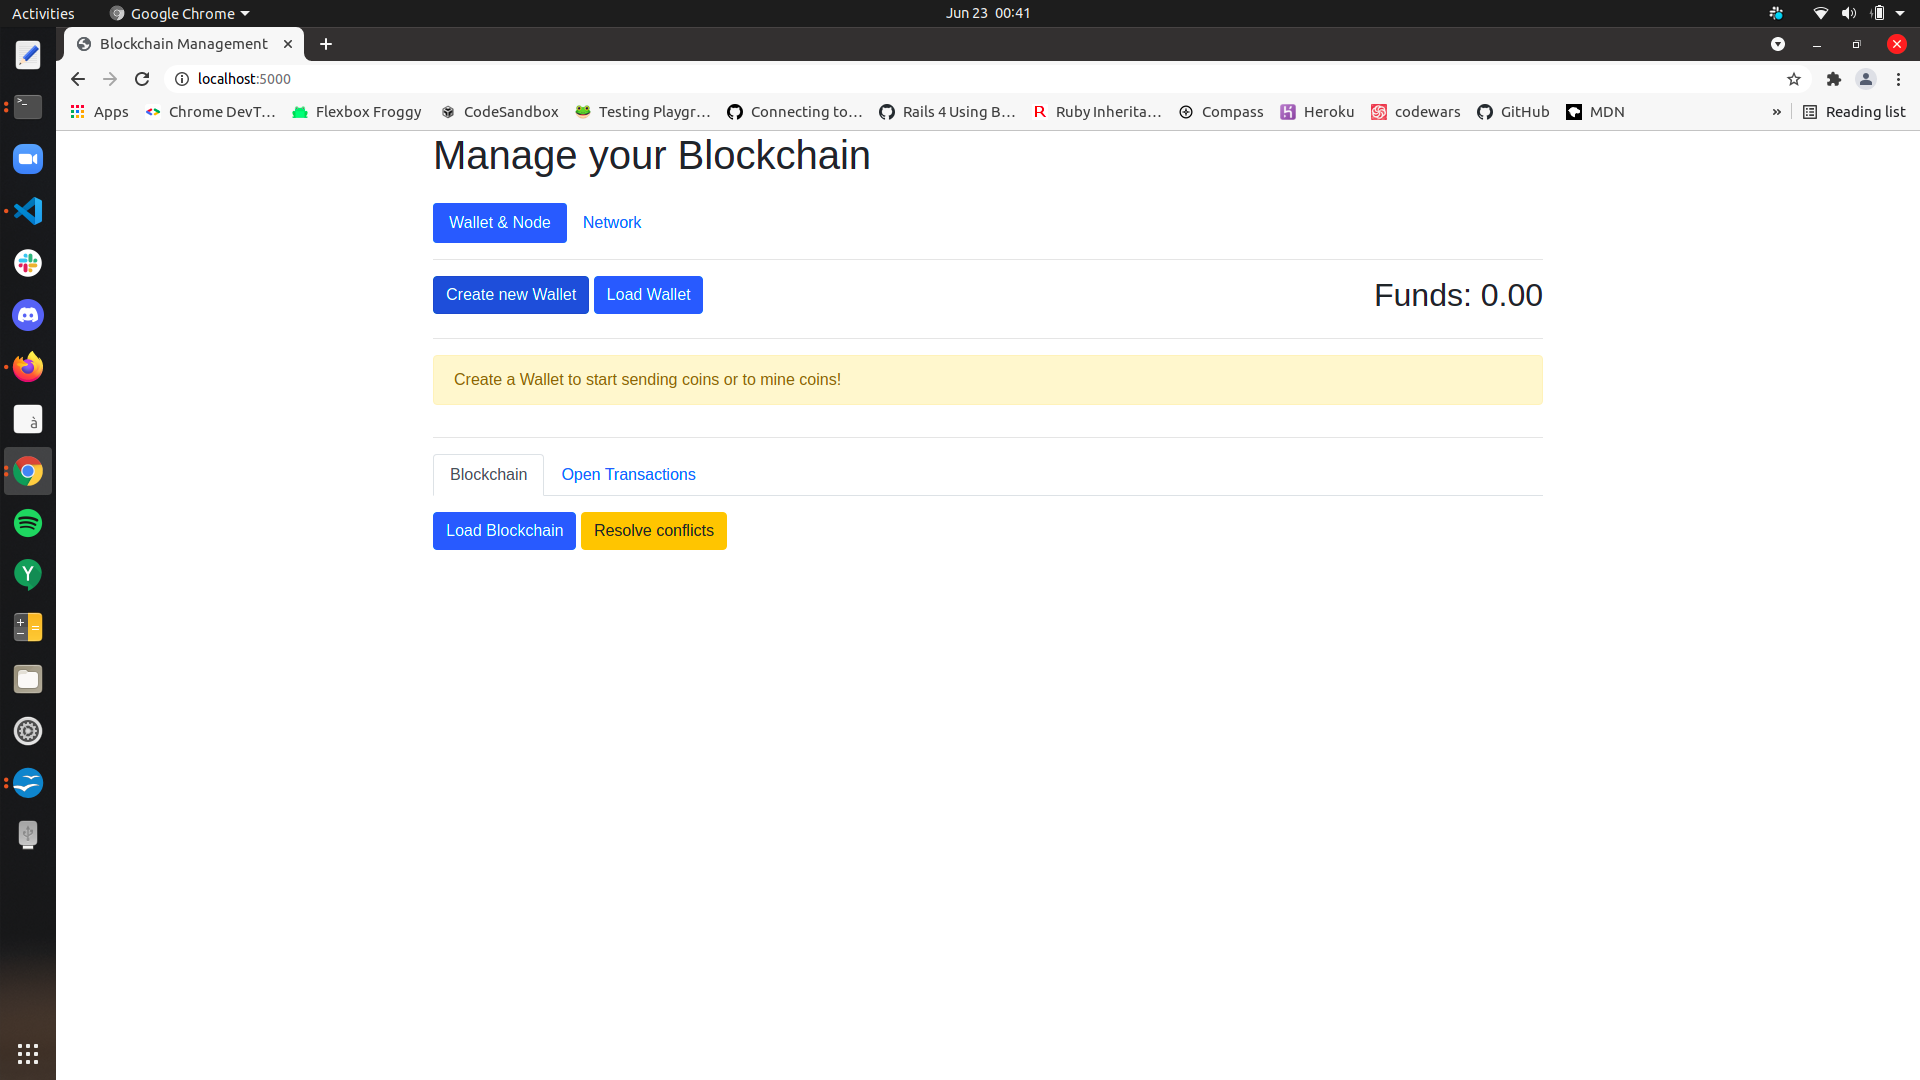 Activities
Google Chrome
Jun 23 00:41
Blockchain Management
localhost:5000
Apps
Chrome DevT...
Flexbox Froggy
CodeSandbox
Testing Playgr...
Connecting to...
Rails 4 Using B...
Ruby Inherita...
Compass
Heroku
codewars
GitHub
MDN
»
Reading list
Manage your Blockchain
Wallet & Node
Network
Create new Wallet
Load Wallet
Funds: 0.00
Create a Wallet to start sending coins or to mine coins!
Blockchain
Open Transactions
Load Blockchain
Resolve conflicts